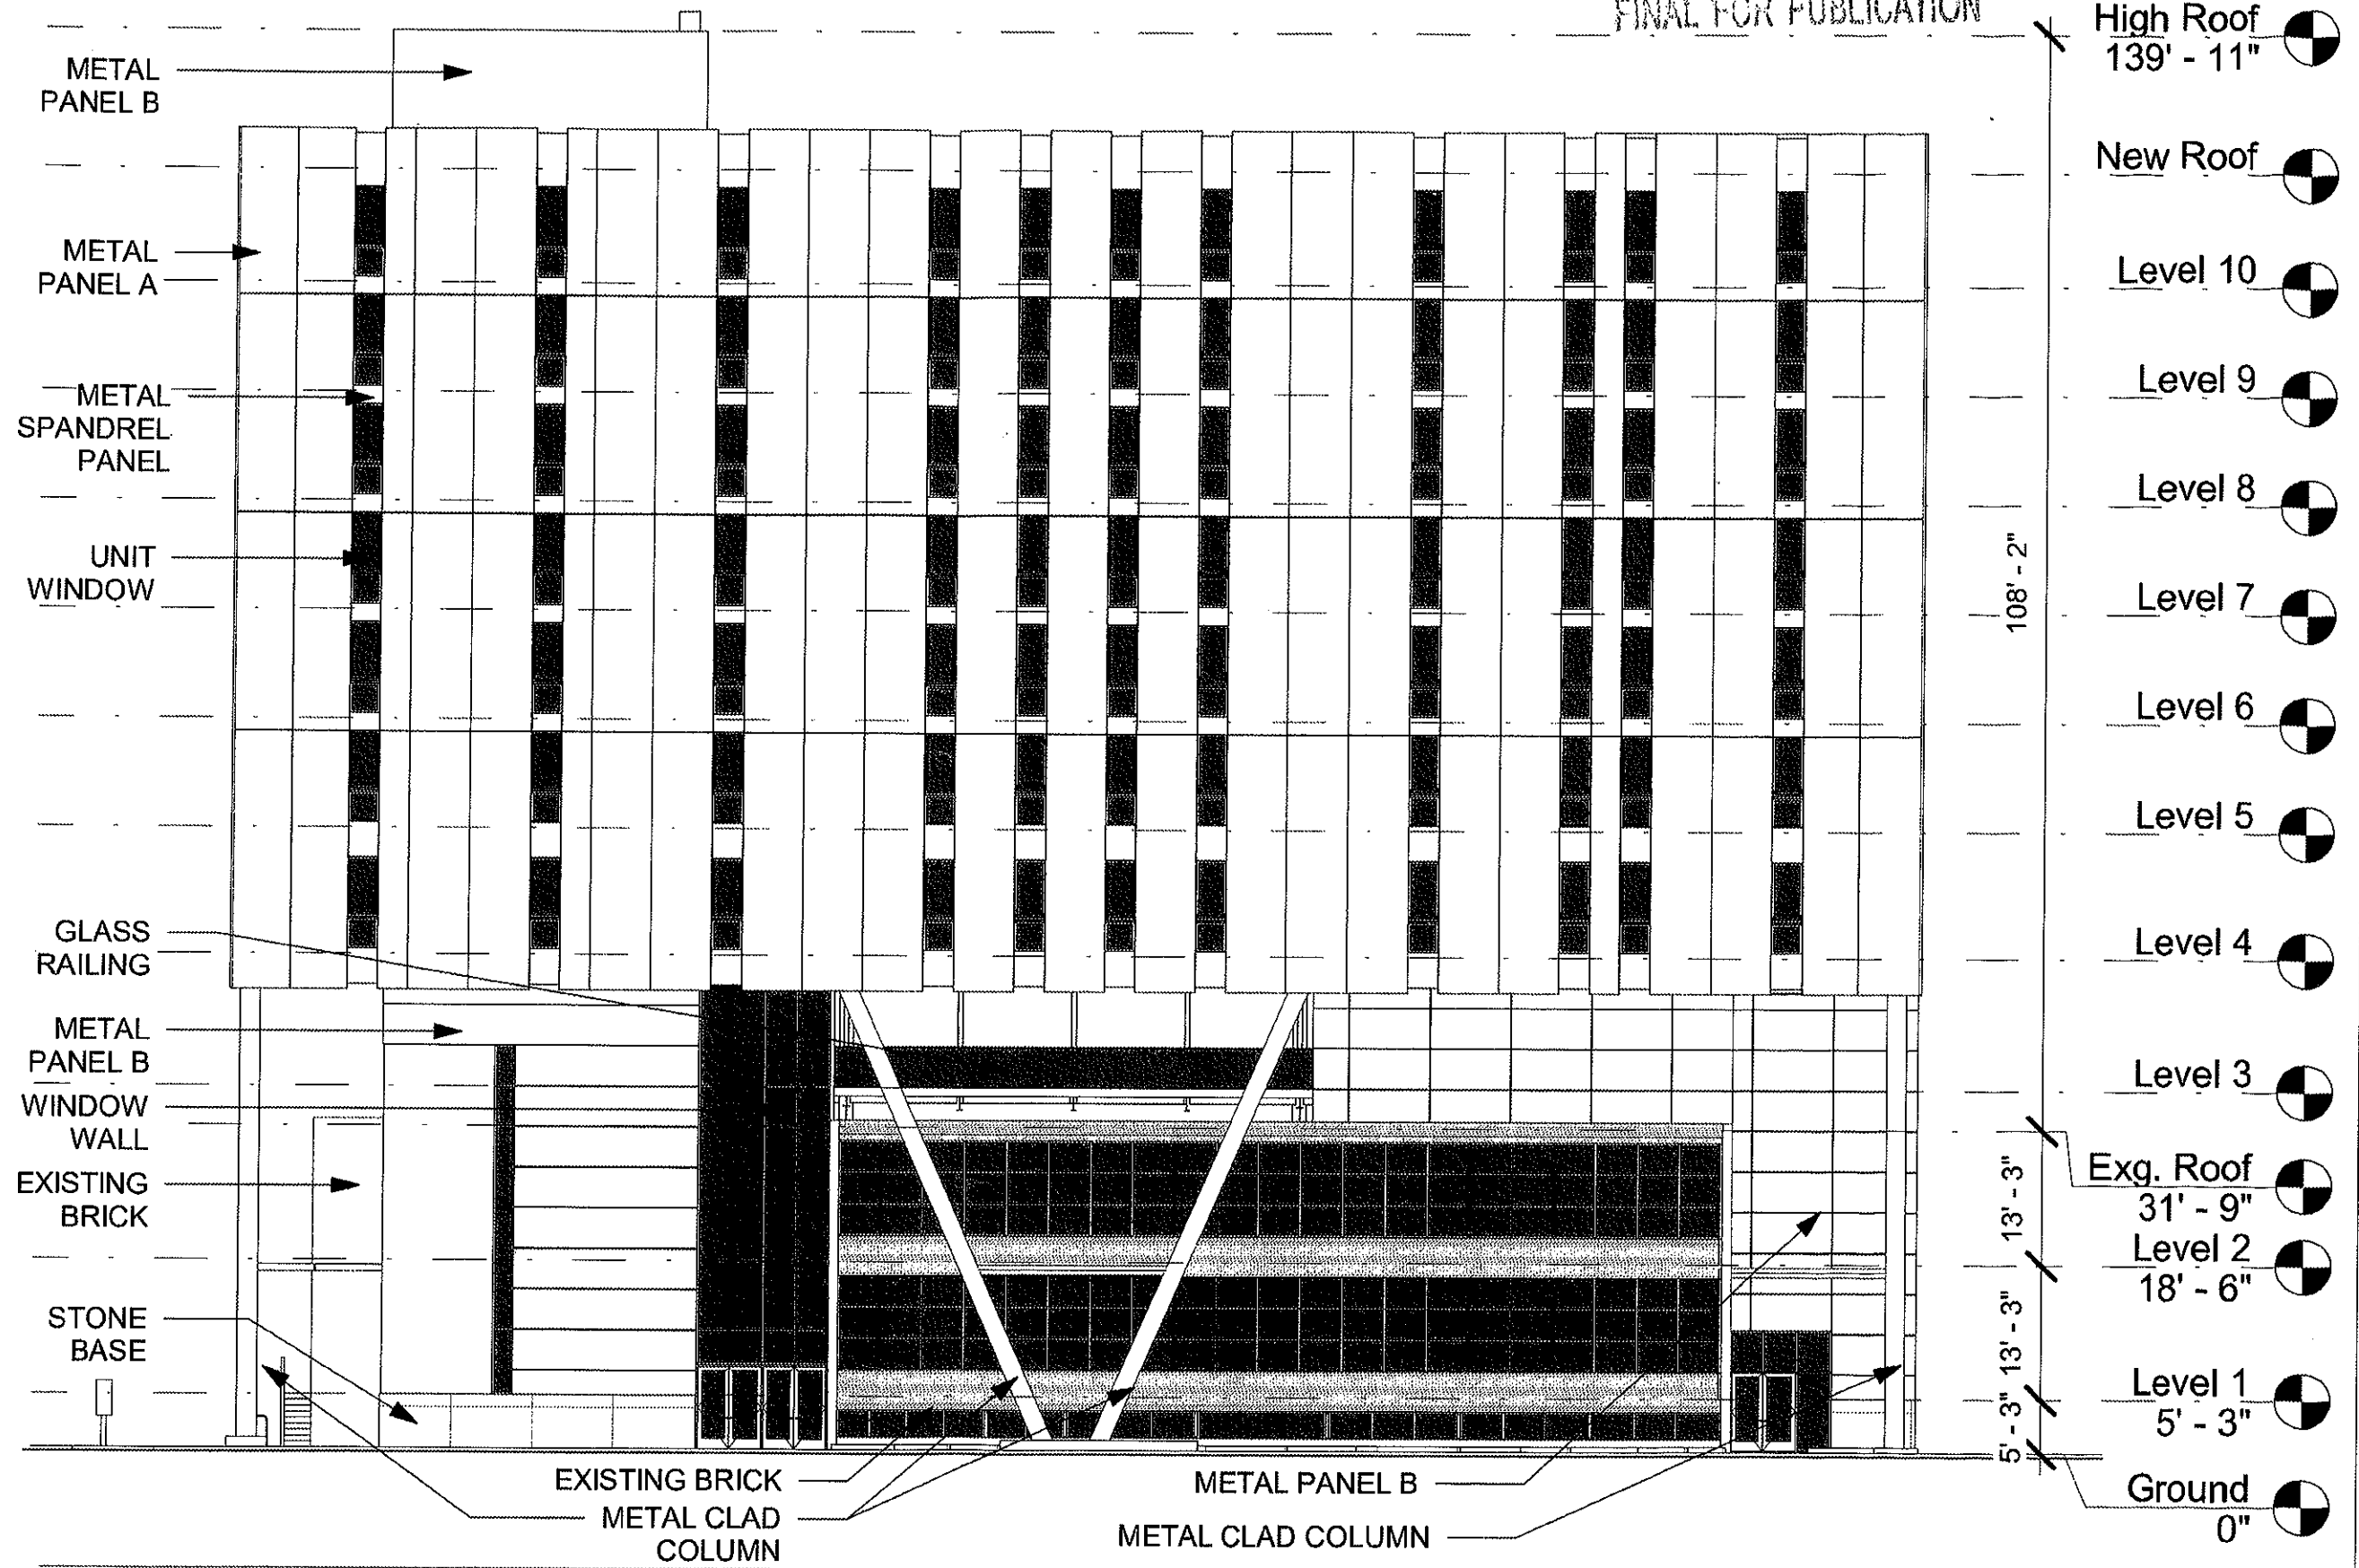 FINAL FOR PUBLICATION
High Roof
139' - 11"
METAL
PANEL B
New Roof
METAL
PANEL A
Level 10
METAL
SPANDREL
PANEL
Level 9
Level 8
UNIT
WINDOW
108' - 2"
Level 7
Level 6
Level 5
GLASS
RAILING
Level 4
METAL
PANEL B
Level 3
WINDOW
WALL
EXISTING
BRICK
13' - 3"
Exg. Roof
31' - 9"
Level 2
18' - 6"
STONE
BASE
13' - 3"
Level 1
5' - 3"
5' - 3"
EXISTING BRICK
METAL CLAD
COLUMN
METAL PANEL B
METAL CLAD COLUMN
Ground
0"